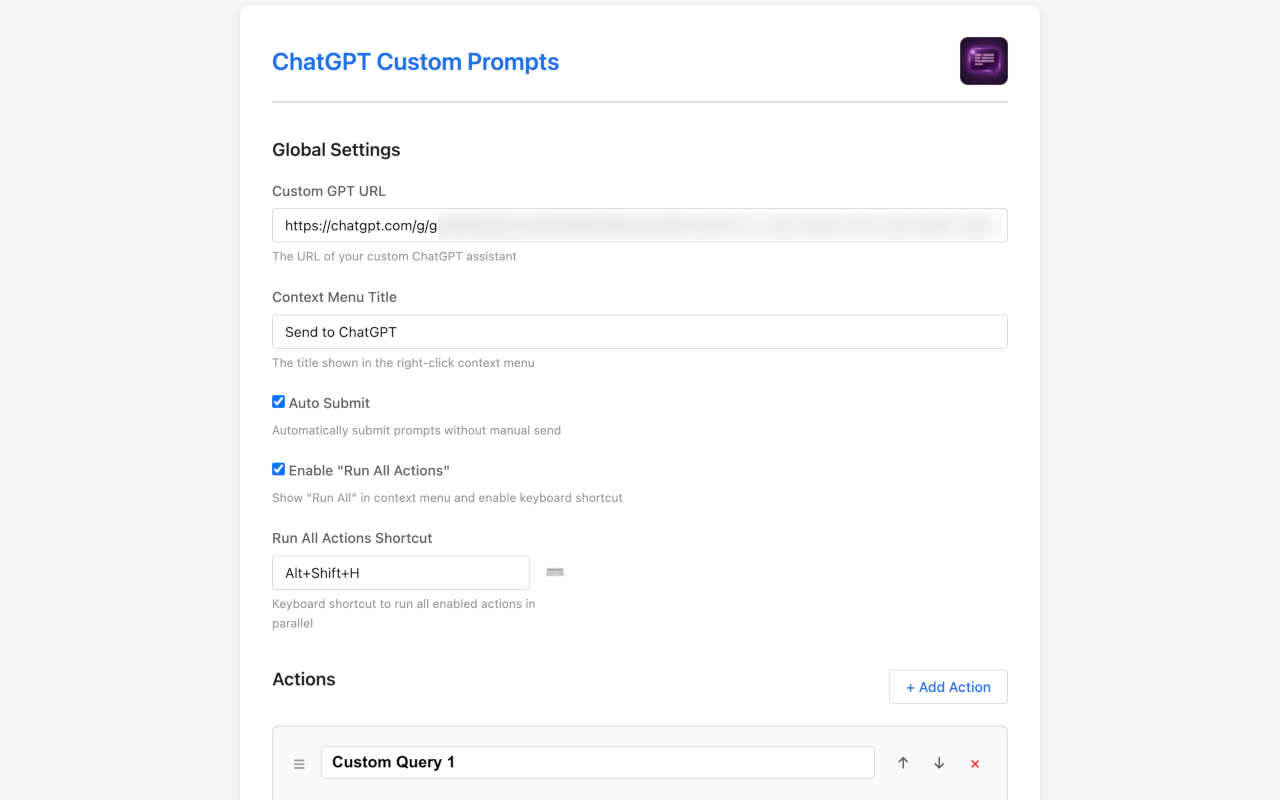 ChatGPT Custom Prompts
Global Settings
Custom GPT URL
https://chatgpt.com/g/g
The URL of your custom ChatGPT assistant
Context Menu Title
Send to ChatGPT
The title shown in the right-click context menu
Auto Submit
Automatically submit prompts without manual send
Enable "Run All Actions"
Show "Run All" in context menu and enable keyboard shortcut
Run All Actions Shortcut
Alt+Shift+H
Keyboard shortcut to run all enabled actions in
parallel
Actions
+ Add Action
Custom Query 1